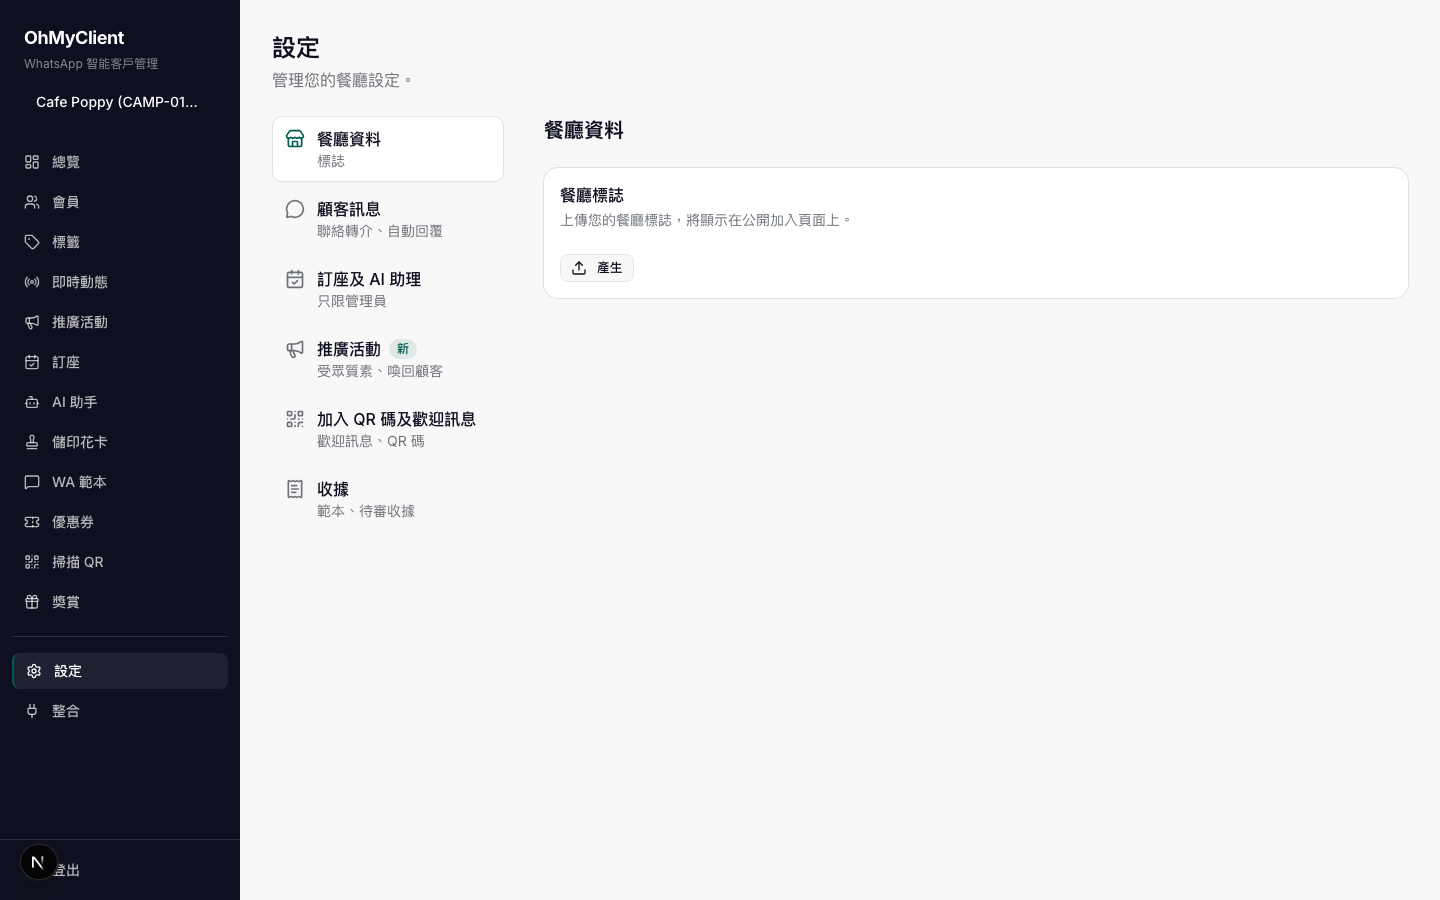 OhMyClient
WhatsApp 智能客戶管理
Cafe Poppy (CAMP-01...
總覽
會員
標籤
即時動態
推廣活動
訂座
AI 助手
儲印花卡
WA 範本
優惠券
掃描 QR
獎賞
設定
整合
N
登出
設定
管理您的餐廳設定。
餐廳資料
標誌
顧客訊息
聯絡轉介、自動回覆
訂座及 AI 助理
只限管理員
推廣活動 新
受眾質素、喚回顧客
加入 QR 碼及歡迎訊息
歡迎訊息、QR 碼
收據
範本、待審收據
餐廳資料
餐廳標誌
上傳您的餐廳標誌，將顯示在公開加入頁面上。
產生